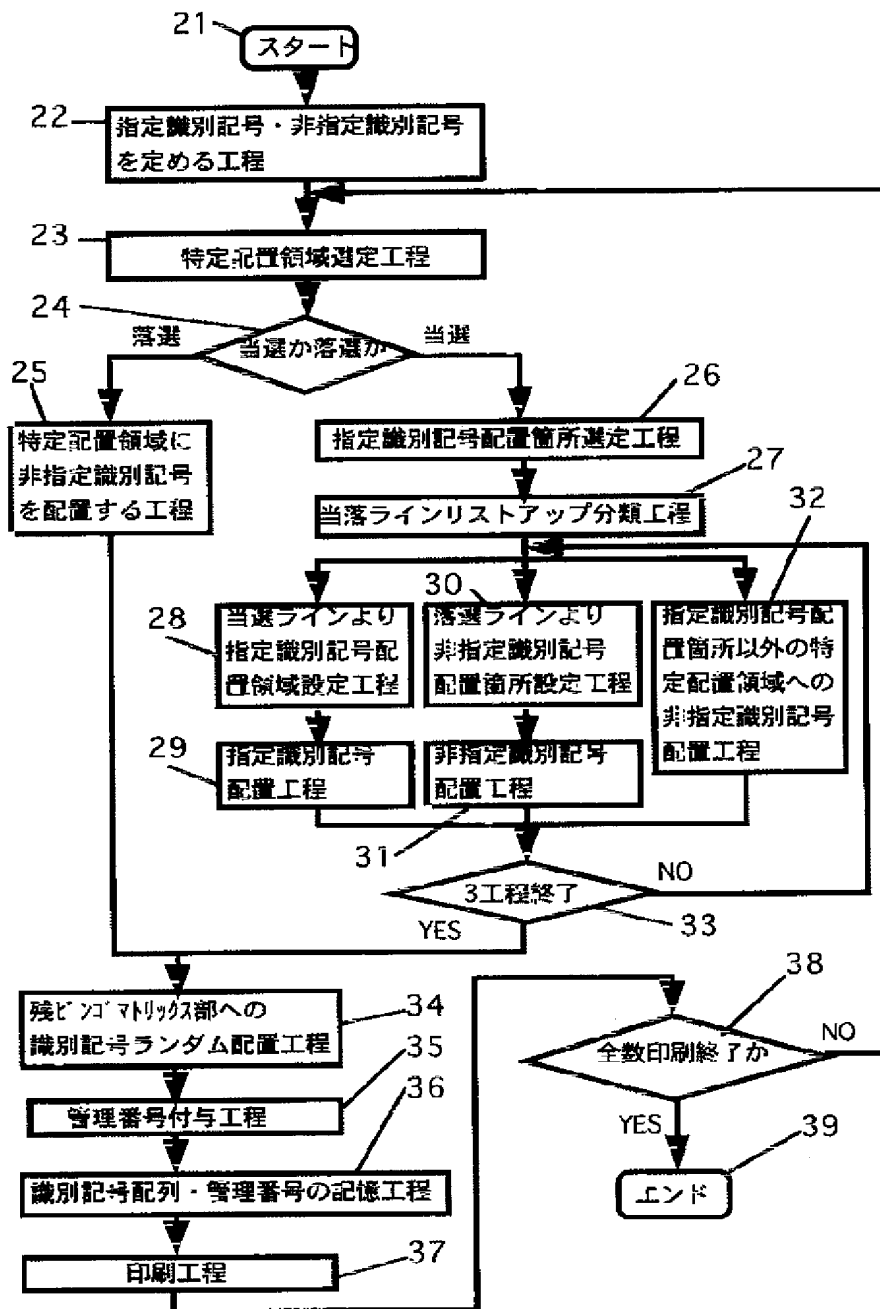 21
スタート
22
指定識別記号・非指定識別記号
を定める工程
23
特定配置領域選定工程
24
落選
当選
当選か落選か
25
特定配置領域に
非指定識別記号
を配置する工程
26
指定識別記号配置箇所選定工程
27
当落ラインリストアップ分類工程
32
28
当選ラインより
指定識別記号配
置領域設定工程
30
落選ラインより
非指定識別記号
配置箇所設定工程
指定識別記号配
置箇所以外の特
定配置領域への
非指定識別記号
配置工程
29
指定識別記号
配置工程
非指定識別記号
配置工程
31
3工程終了
NO
33
YES
34
残ビンゴマトリックス部への
識別記号ランダム配置工程
35
管理番号付与工程
36
識別記号配列・管理番号の記憶工程
37
印刷工程
38
全数印刷終了か
NO
YES
39
エンド